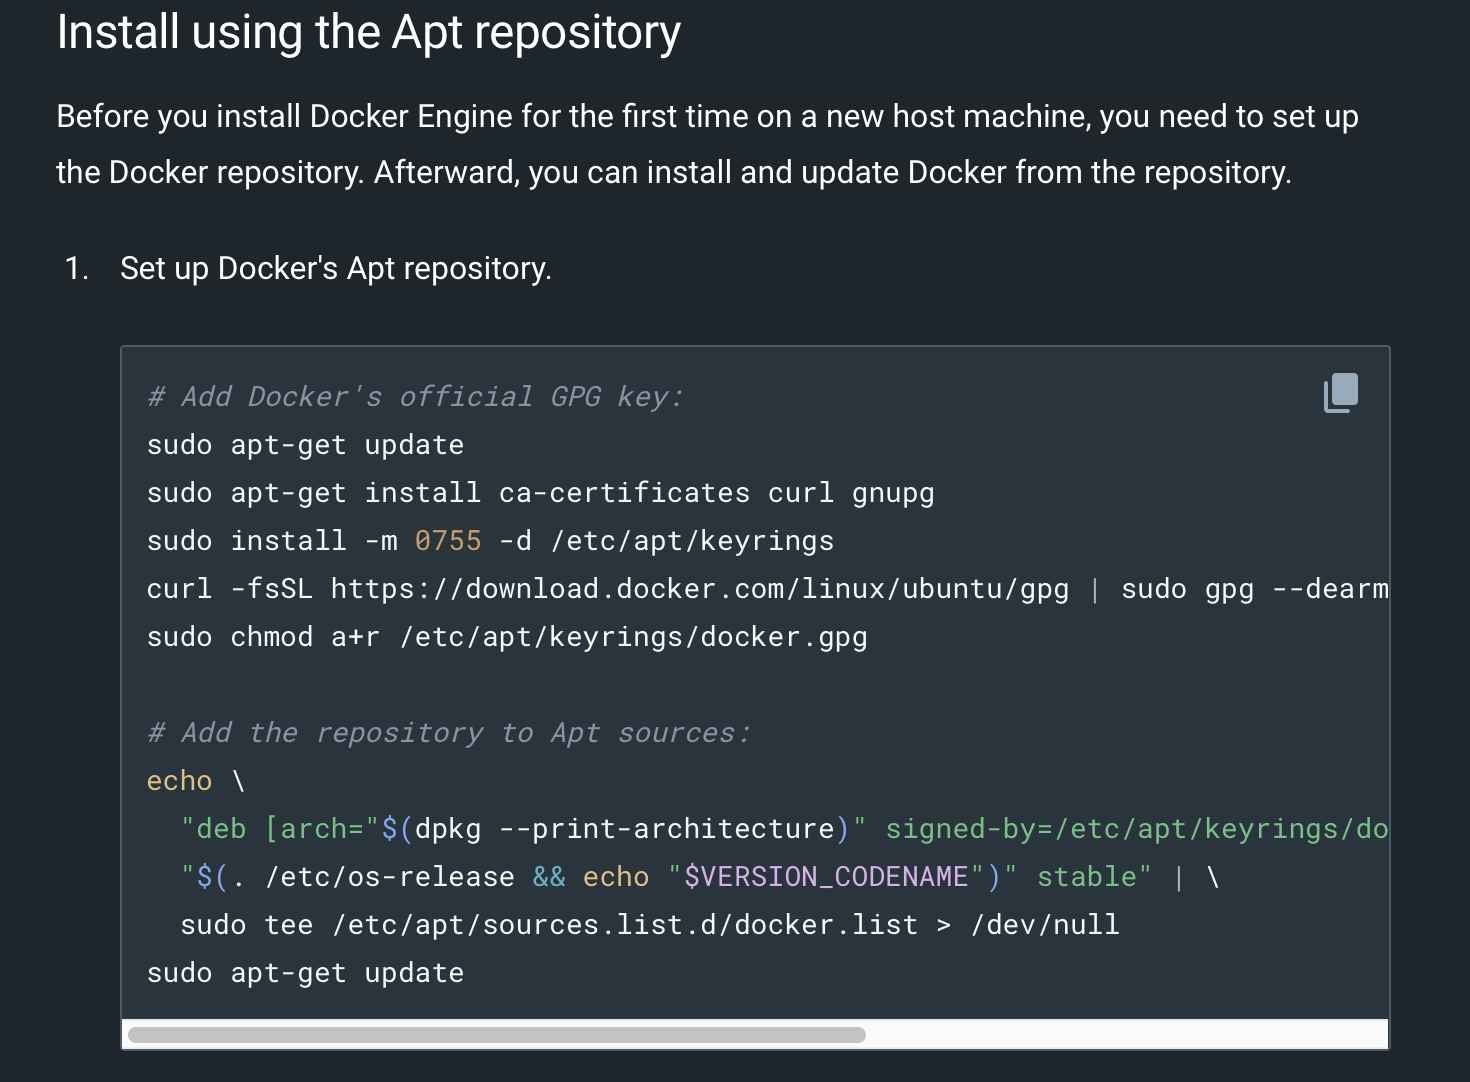 Install using the Apt repository
Before you install Docker Engine for the first time on a new host machine, you need to set up
the Docker repository. Afterward, you can install and update Docker from the repository.
1. Set up Docker's Apt repository.
# Add Docker's official GPG key:
sudo apt-get update
sudo apt-get install ca-certificates curl gnupg
sudo install -m 0755 -d /etc/apt/keyrings
curl -fsSL https://download.docker.com/linux/ubuntu/gpg | sudo gpg --dearm
sudo chmod a+r /etc/apt/keyrings/docker.gpg
# Add the repository to Apt sources:
echo \
  "deb [arch="$(dpkg --print-architecture)" signed-by=/etc/apt/keyrings/do
  "$(. /etc/os-release && echo "$VERSION_CODENAME")" stable" | \
  sudo tee /etc/apt/sources.list.d/docker.list > /dev/null
sudo apt-get update